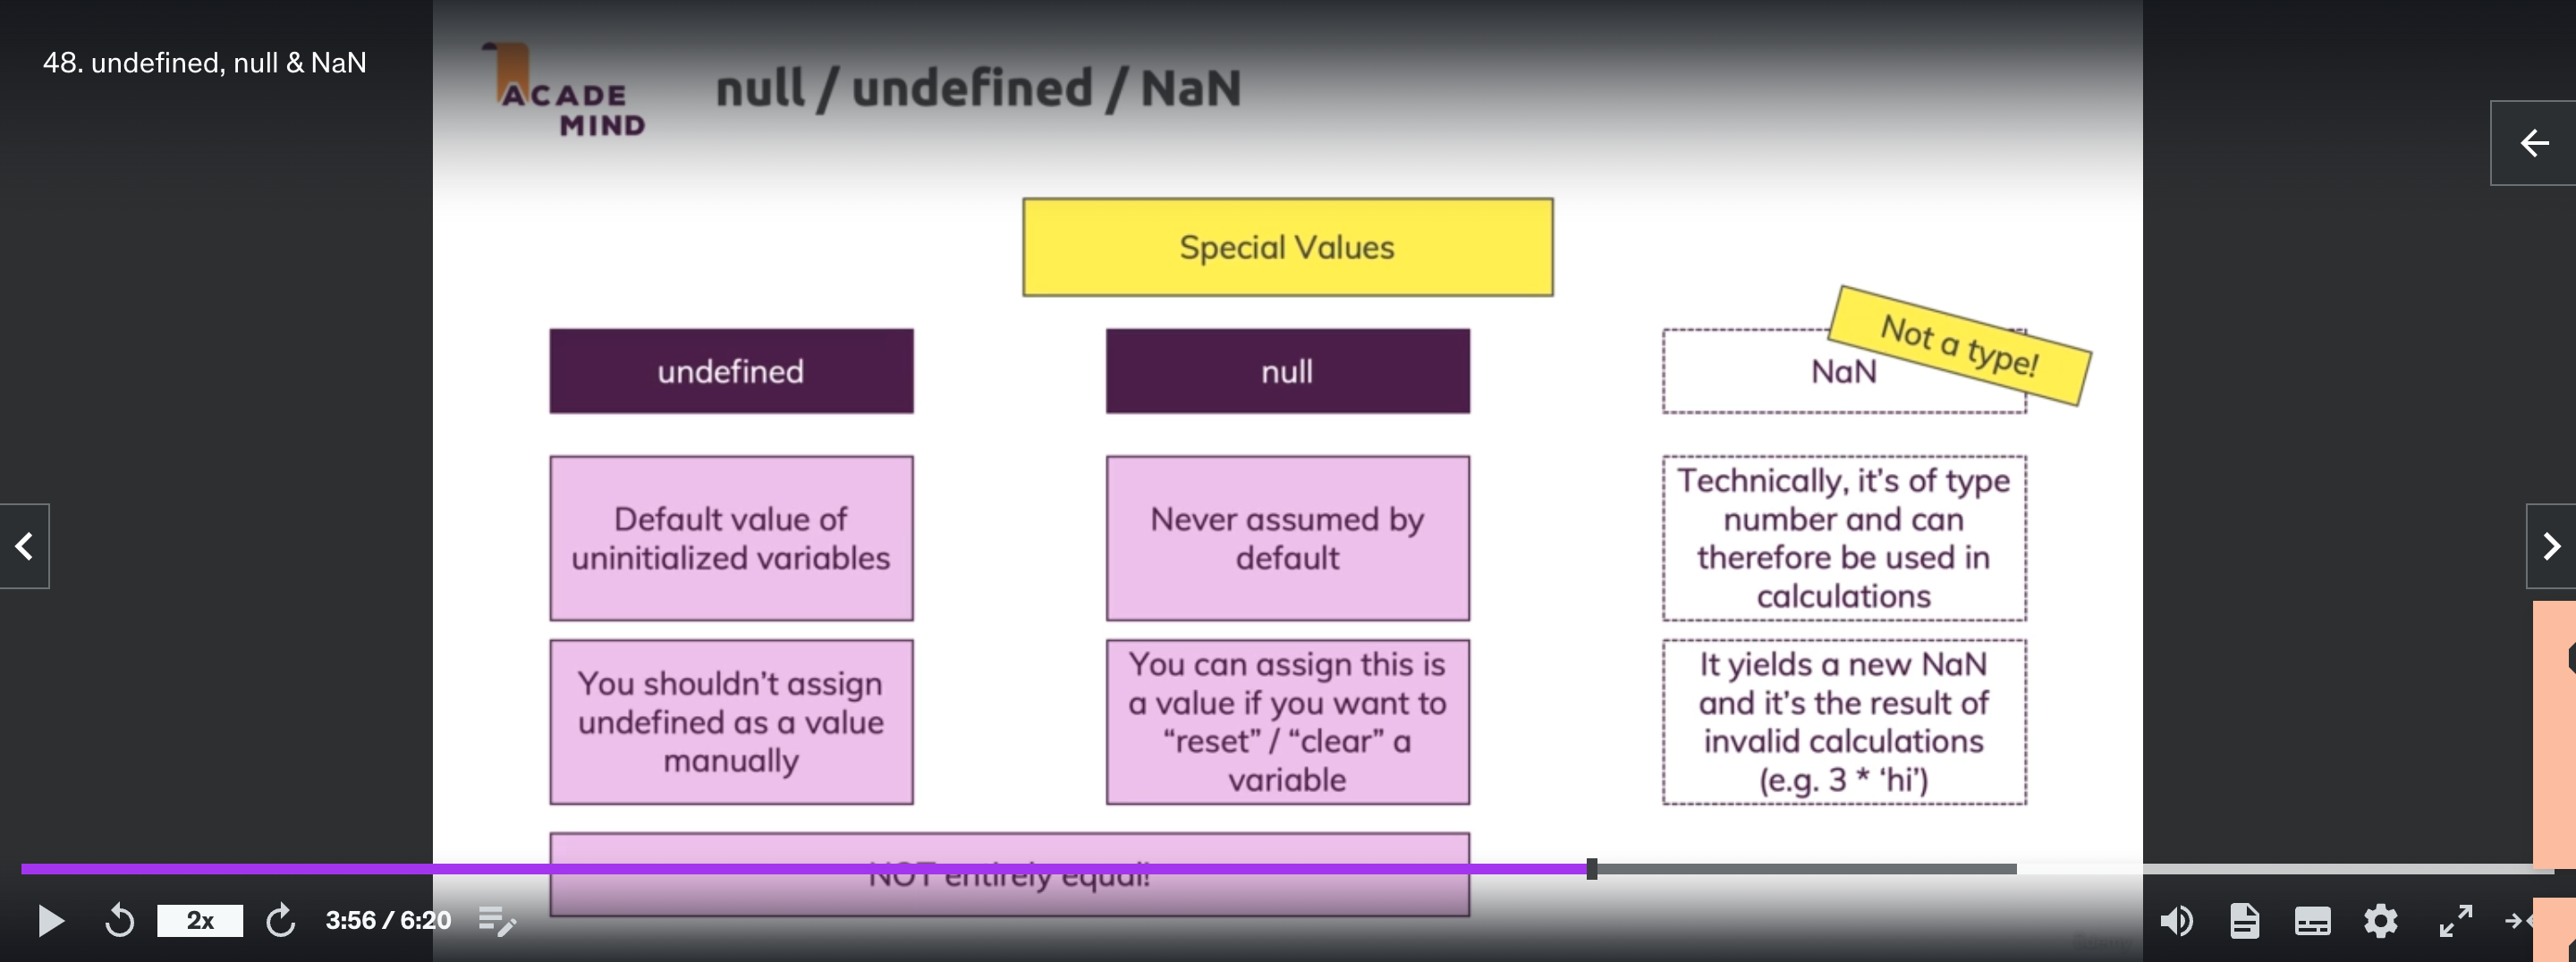 48. undefined, null & NaN
ACADE
MIND
null / undefined / NaN
Special Values
undefined
null
NaN
Not a type!
Default value of
uninitialized variables
Never assumed by
default
Technically, it's of type
number and can
therefore be used in
calculations
You shouldn't assign
undefined as a value
manually
You can assign this is
a value if you want to
“reset” / “clear” a
variable
It yields a new NaN
and it's the result of
invalid calculations
(e.g. 3 * ‘hi’)
NOT entirely equal!
2x
3:56 / 6:20